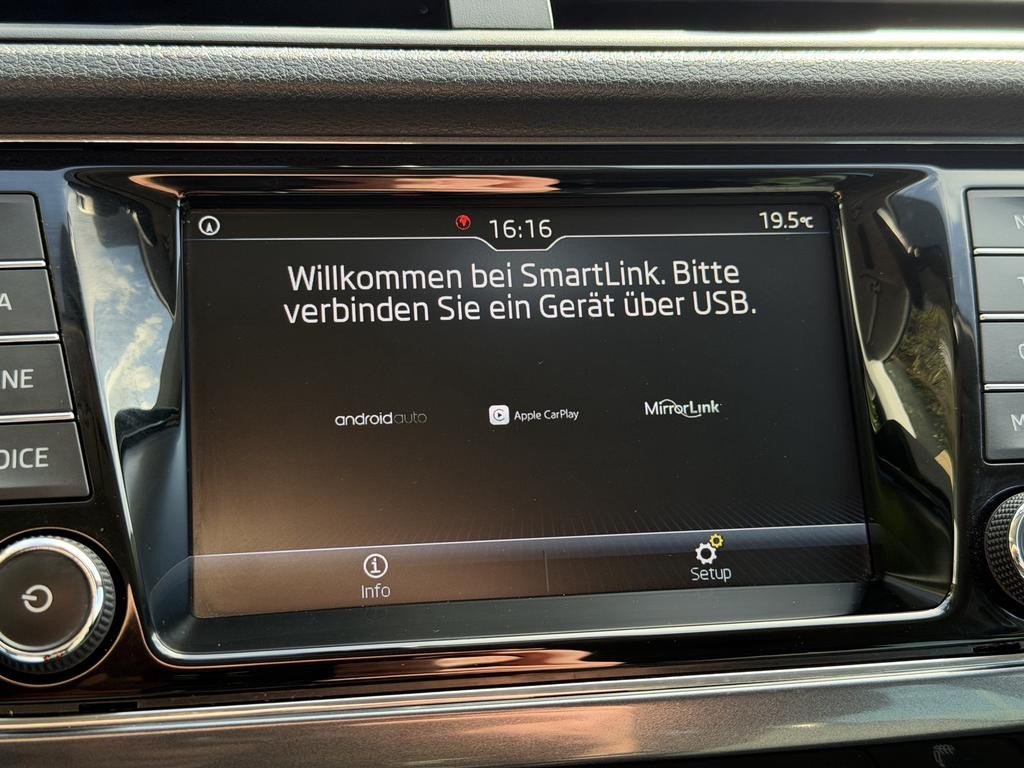 16:16
19.5°C
Willkommen bei SmartLink. Bitte
verbinden Sie ein Gerät über USB.
androidauto
Apple CarPlay
MirrorLink
Info
Setup